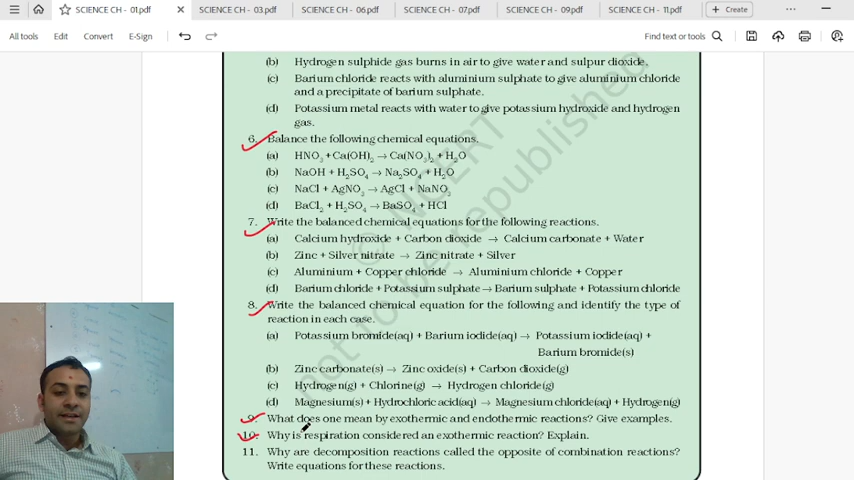 SCIENCE CH - 01.pdf
SCIENCE CH - 03.pdf
SCIENCE CH - 06.pdf
SCIENCE CH - 07.pdf
SCIENCE CH - 09.pdf
SCIENCE CH - 11.pdf
+ Create
All tools Edit Convert E-Sign
Find text or tools
(b) Hydrogen sulphide gas burns in air to give water and sulpur dioxide.
(c) Barium chloride reacts with aluminium sulphate to give aluminium chloride
and a precipitate of barium sulphate.
(d) Potassium metal reacts with water to give potassium hydroxide and hydrogen
gas.
6. Balance the following chemical equations.
(a) HNO₃ + Ca(OH)₂ → Ca(NO₃)₂ + H₂O
(b) NaOH + H₂SO₄ → Na₂SO₄ + H₂O
(c) NaCl + AgNO₃ → AgCl + NaNO₃
(d) BaCl₂ + H₂SO₄ → BaSO₄ + HCl
7. Write the balanced chemical equations for the following reactions.
(a) Calcium hydroxide + Carbon dioxide → Calcium carbonate + Water
(b) Zinc + Silver nitrate → Zinc nitrate + Silver
(c) Aluminium + Copper chloride → Aluminium chloride + Copper
(d) Barium chloride + Potassium sulphate → Barium sulphate + Potassium chloride
8. Write the balanced chemical equation for the following and identify the type of
reaction in each case.
(a) Potassium bromide(aq) + Barium iodide(aq) → Potassium iodide(aq) +
Barium bromide(s)
(b) Zinc carbonate(s) → Zinc oxide(s) + Carbon dioxide(g)
(c) Hydrogen(g) + Chlorine(g) → Hydrogen chloride(g)
(d) Magnesium(s) + Hydrochloric acid(aq) → Magnesium chloride(aq) + Hydrogen(g)
9. What does one mean by exothermic and endothermic reactions? Give examples.
10. Why is respiration considered an exothermic reaction? Explain.
11. Why are decomposition reactions called the opposite of combination reactions?
Write equations for these reactions.
© NCERT
not to be republished